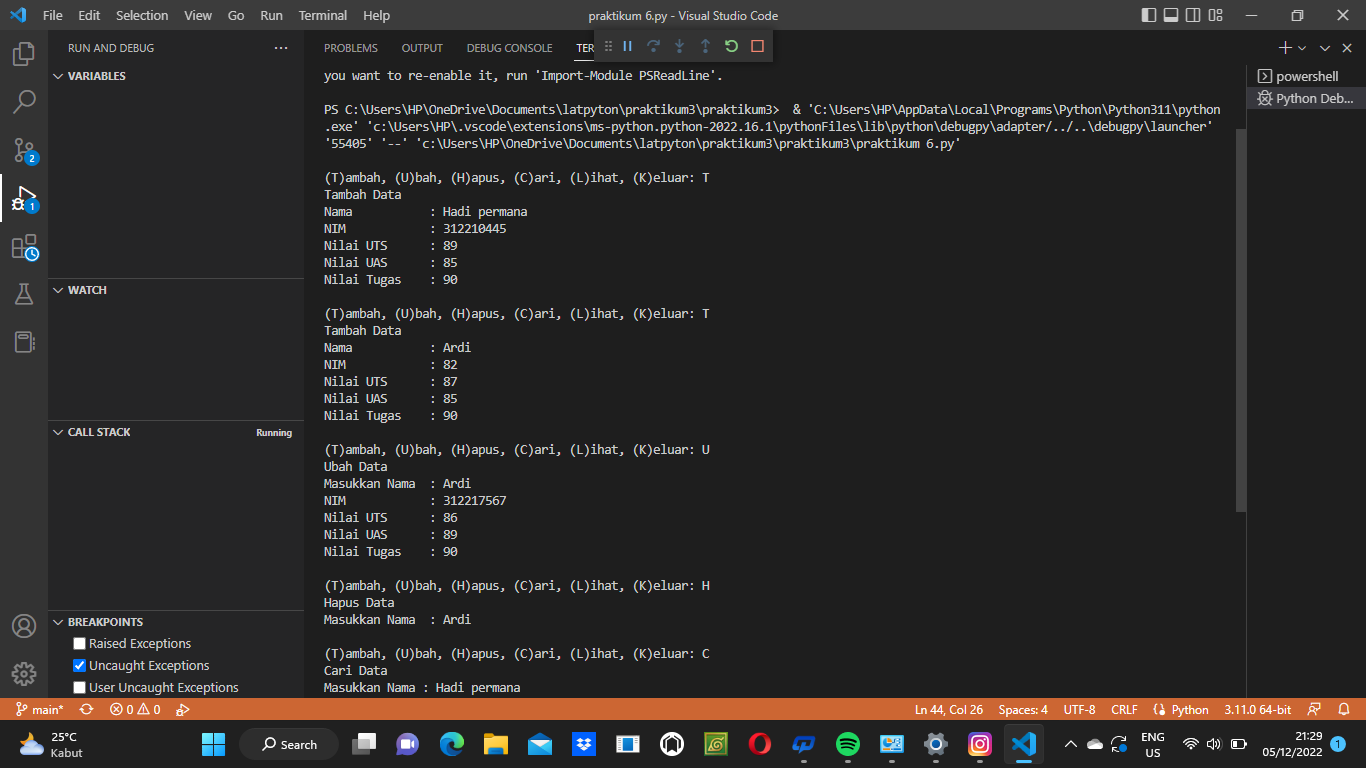 File Edit Selection View Go Run Terminal Help praktikum 6.py - Visual Studio Code
RUN AND DEBUG
PROBLEMS OUTPUT DEBUG CONSOLE TER
VARIABLES
WATCH
CALL STACK Running
BREAKPOINTS
Raised Exceptions
Uncaught Exceptions
User Uncaught Exceptions
2
1
you want to re-enable it, run 'Import-Module PSReadLine'.
PS C:\Users\HP\OneDrive\Documents\latpyton\praktikum3\praktikum3> & 'C:\Users\HP\AppData\Local\Programs\Python\Python311\python
.exe' 'c:\Users\HP\.vscode\extensions\ms-python.python-2022.16.1\pythonFiles\lib\python\debugpy\adapter/../..\debugpy\launcher'
'55405' '--' 'c:\Users\HP\OneDrive\Documents\latpyton\praktikum3\praktikum3\praktikum 6.py'
(T)ambah, (U)bah, (H)apus, (C)ari, (L)ihat, (K)eluar: T
Tambah Data
Nama : Hadi permana
NIM : 312210445
Nilai UTS : 89
Nilai UAS : 85
Nilai Tugas : 90
(T)ambah, (U)bah, (H)apus, (C)ari, (L)ihat, (K)eluar: T
Tambah Data
Nama : Ardi
NIM : 82
Nilai UTS : 87
Nilai UAS : 85
Nilai Tugas : 90
(T)ambah, (U)bah, (H)apus, (C)ari, (L)ihat, (K)eluar: U
Ubah Data
Masukkan Nama : Ardi
NIM : 312217567
Nilai UTS : 86
Nilai UAS : 89
Nilai Tugas : 90
(T)ambah, (U)bah, (H)apus, (C)ari, (L)ihat, (K)eluar: H
Hapus Data
Masukkan Nama : Ardi
(T)ambah, (U)bah, (H)apus, (C)ari, (L)ihat, (K)eluar: C
Cari Data
Masukkan Nama : Hadi permana
powershell
Python Deb...
main* 0 0 Ln 44, Col 26 Spaces: 4 UTF-8 CRLF Python 3.11.0 64-bit
25°C
Kabut
Search
ENG
US
21:29
05/12/2022
1